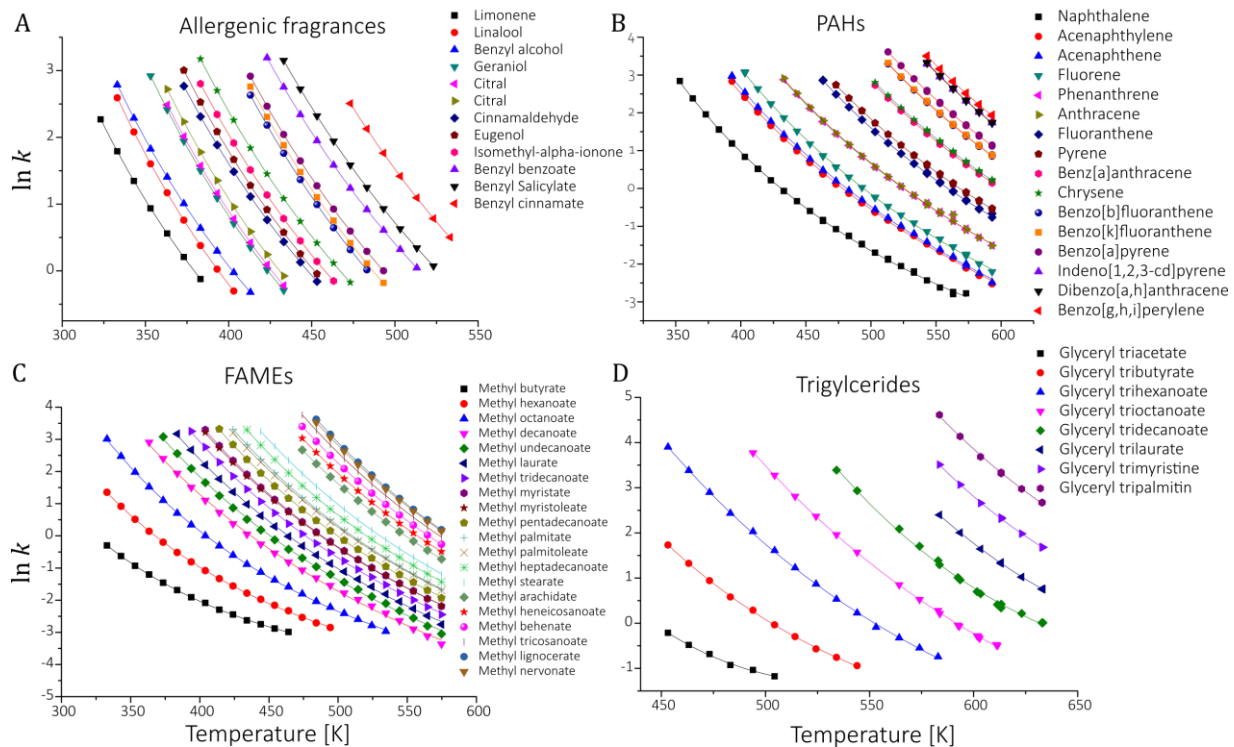 A
Allergenic fragrances
Limonene
Linalool
Benzyl alcohol
Geraniol
Citral
Citral
Cinnamaldehyde
Eugenol
Isomethyl-alpha-ionone
Benzyl benzoate
Benzyl Salicylate
Benzyl cinnamate
ln k
3
2
1
0
300 350 400 450 500 550
B
PAHs
Naphthalene
Acenaphthylene
Acenaphthene
Fluorene
Phenanthrene
Anthracene
Fluoranthene
Pyrene
Benz[a]anthracene
Chrysene
Benzo[b]fluoranthene
Benzo[k]fluoranthene
Benzo[a]pyrene
Indeno[1,2,3-cd]pyrene
Dibenzo[a,h]anthracene
Benzo[g,h,i]perylene
4
3
2
1
0
-1
-2
-3
325 375 425 475 525 575 625
C
FAMEs
Methyl butyrate
Methyl hexanoate
Methyl octanoate
Methyl decanoate
Methyl undecanoate
Methyl laurate
Methyl tridecanoate
Methyl myristate
Methyl myristoleate
Methyl pentadecanoate
Methyl palmitate
Methyl palmitoleate
Methyl heptadecanoate
Methyl stearate
Methyl arachidate
Methyl heneicosanoate
Methyl behenate
Methyl tricosanoate
Methyl lignocerate
Methyl nervonate
ln k
4
3
2
1
0
-1
-2
-3
-4
-5
300 350 400 450 500 550 600
Temperature [K]
D
Trigylcerides
Glyceryl triacetate
Glyceryl tributyrate
Glyceryl trihexanoate
Glyceryl trioctanoate
Glyceryl tridecanoate
Glyceryl trilaurate
Glyceryl trimyristine
Glyceryl tripalmitin
5
4
3
2
1
0
-1
450 500 550 600 650
Temperature [K]